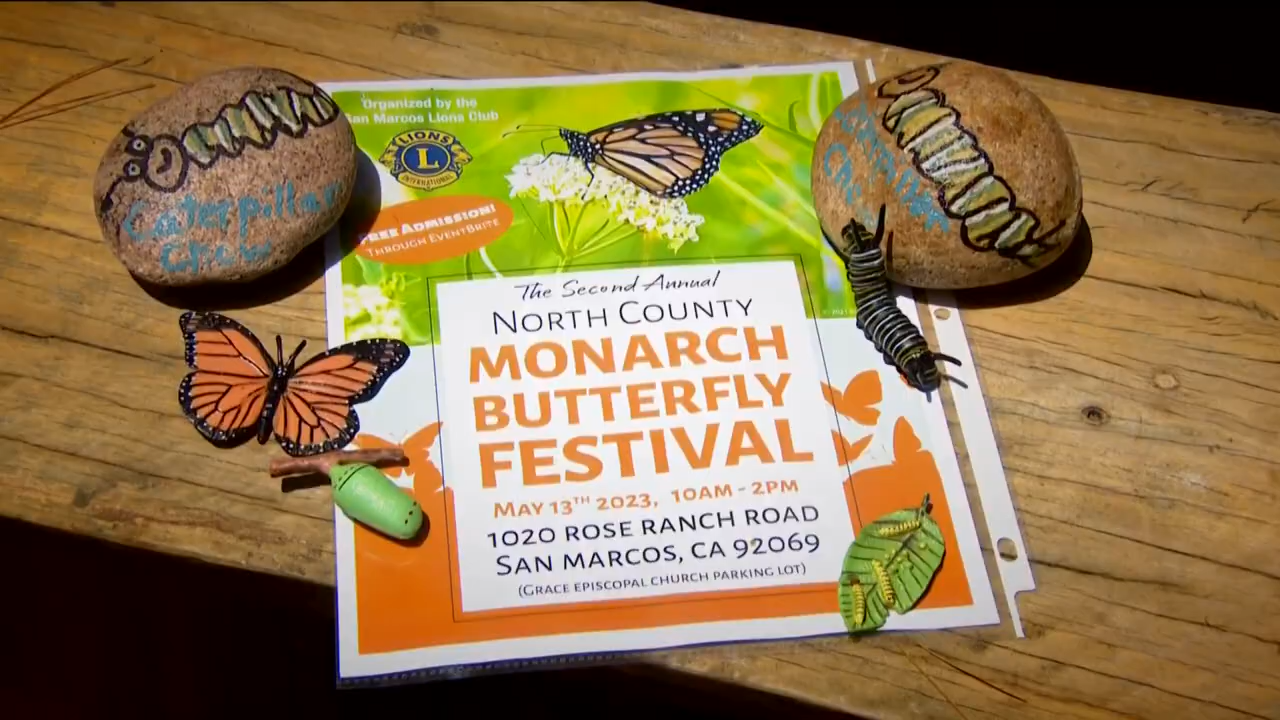 Organized by the
San Marcos Lions Club
LIONS
L
INTERNATIONAL
FREE ADMISSION!
THROUGH EVENTBRITE
The Second Annual
NORTH COUNTY
MONARCH
BUTTERFLY
FESTIVAL
MAY 13TH 2023, 10AM - 2PM
1020 ROSE RANCH ROAD
SAN MARCOS, CA 92069
(GRACE EPISCOPAL CHURCH PARKING LOT)
Caterpillar
Crew